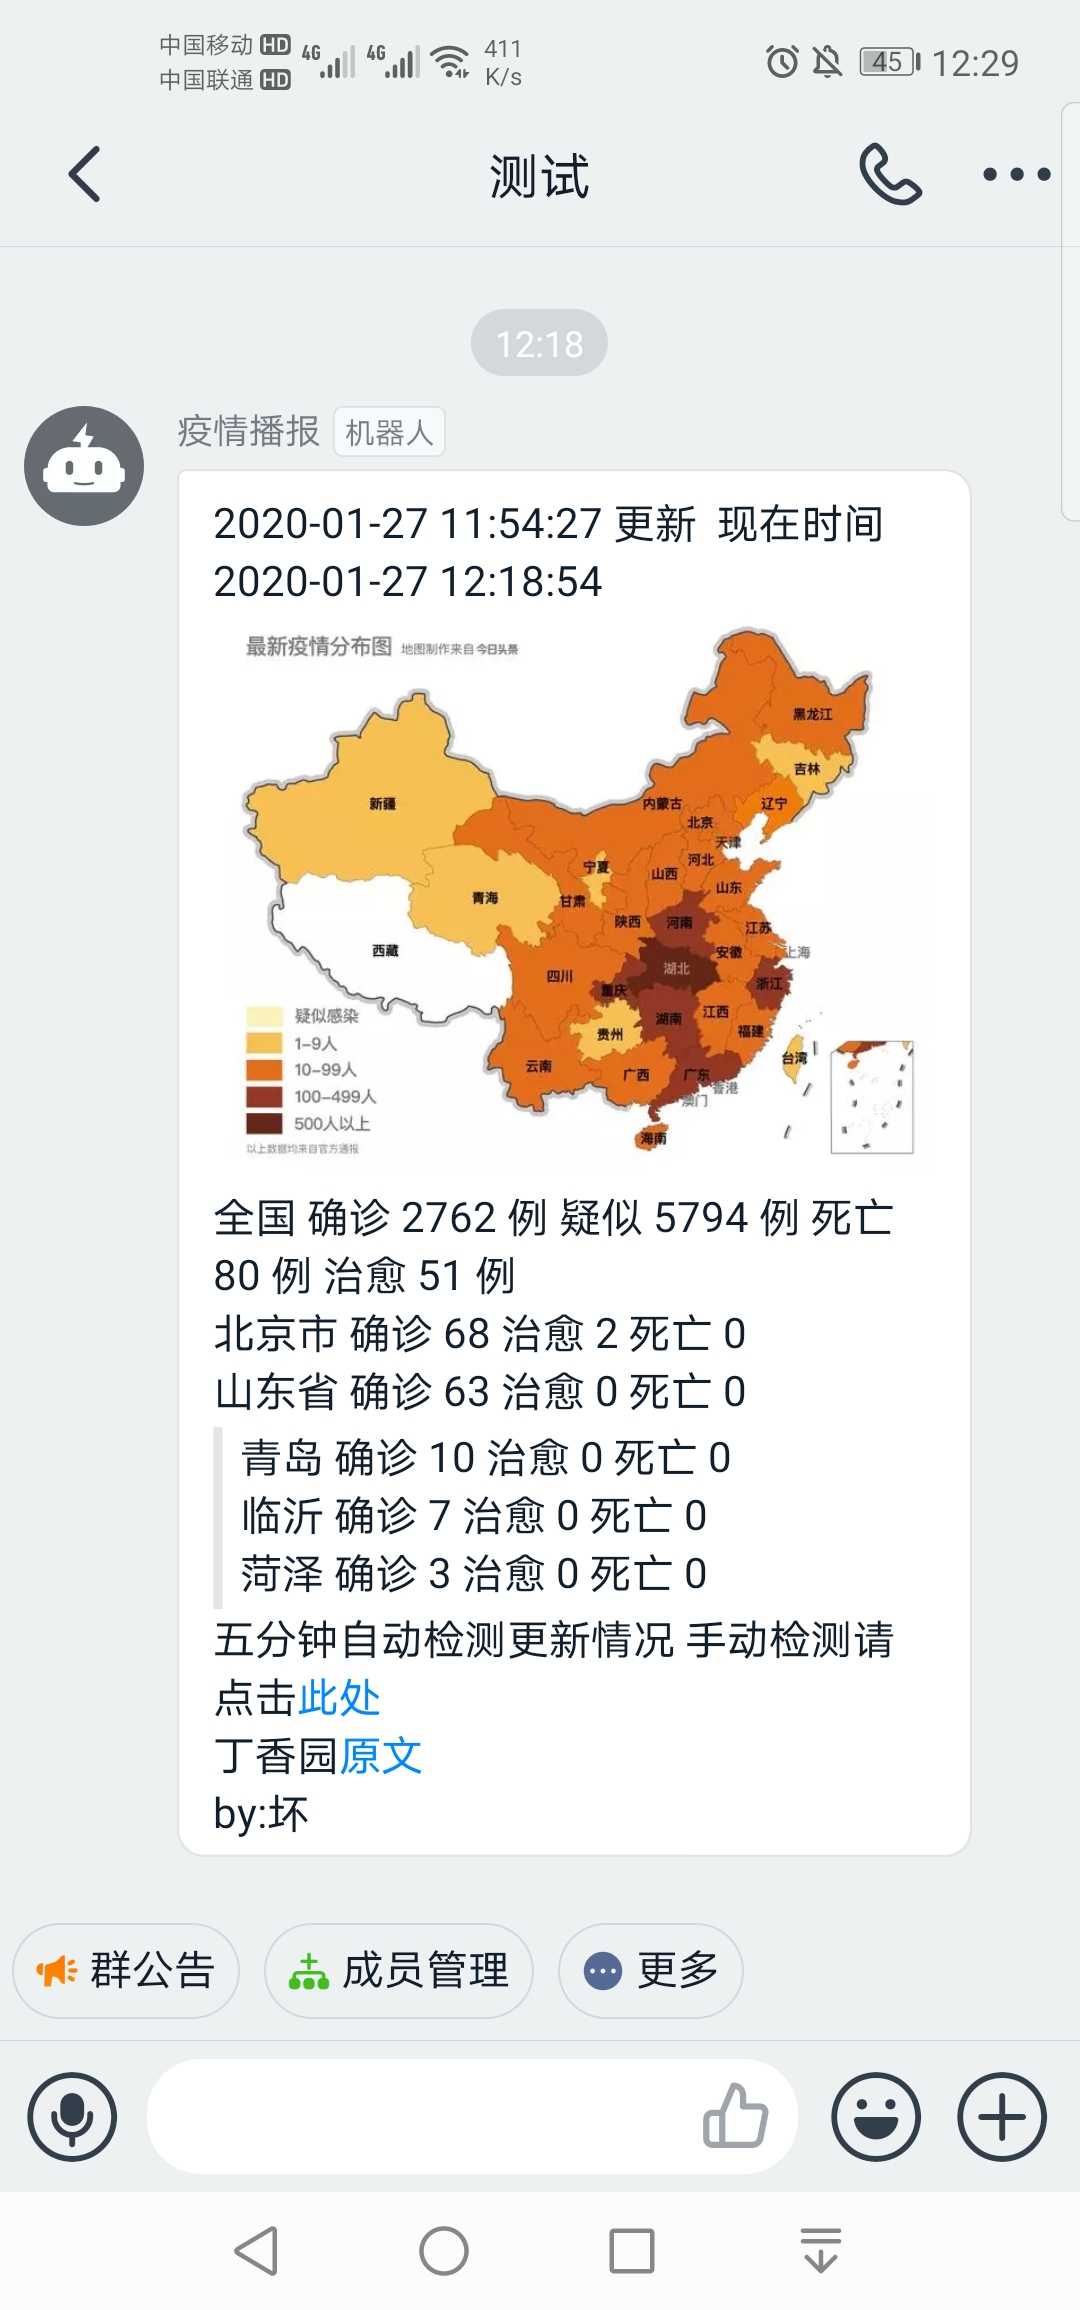 中国移动 HD 4G 4G 411 45 12:29
中国联通 HD K/s
测试
12:18
疫情播报 机器人
2020-01-27 11:54:27 更新 现在时间
2020-01-27 12:18:54
最新疫情分布图 地图制作来自今日头条
黑龙江
吉林
新疆
内蒙古
辽宁
北京
天津
宁夏
山西
河北
山东
青海
甘肃
陕西
河南
江苏
西藏
安徽
上海
四川
湖北
重庆
浙江
湖南
江西
贵州
福建
云南
广西
广东
台湾
香港
澳门
海南
疑似感染
1-9人
10-99人
100-499人
500人以上
以上数据均来自官方通报
全国 确诊 2762 例 疑似 5794 例 死亡
80 例 治愈 51 例
北京市 确诊 68 治愈 2 死亡 0
山东省 确诊 63 治愈 0 死亡 0
青岛 确诊 10 治愈 0 死亡 0
临沂 确诊 7 治愈 0 死亡 0
菏泽 确诊 3 治愈 0 死亡 0
五分钟自动检测更新情况 手动检测请
点击此处
丁香园原文
by:坏
群公告 成员管理 更多